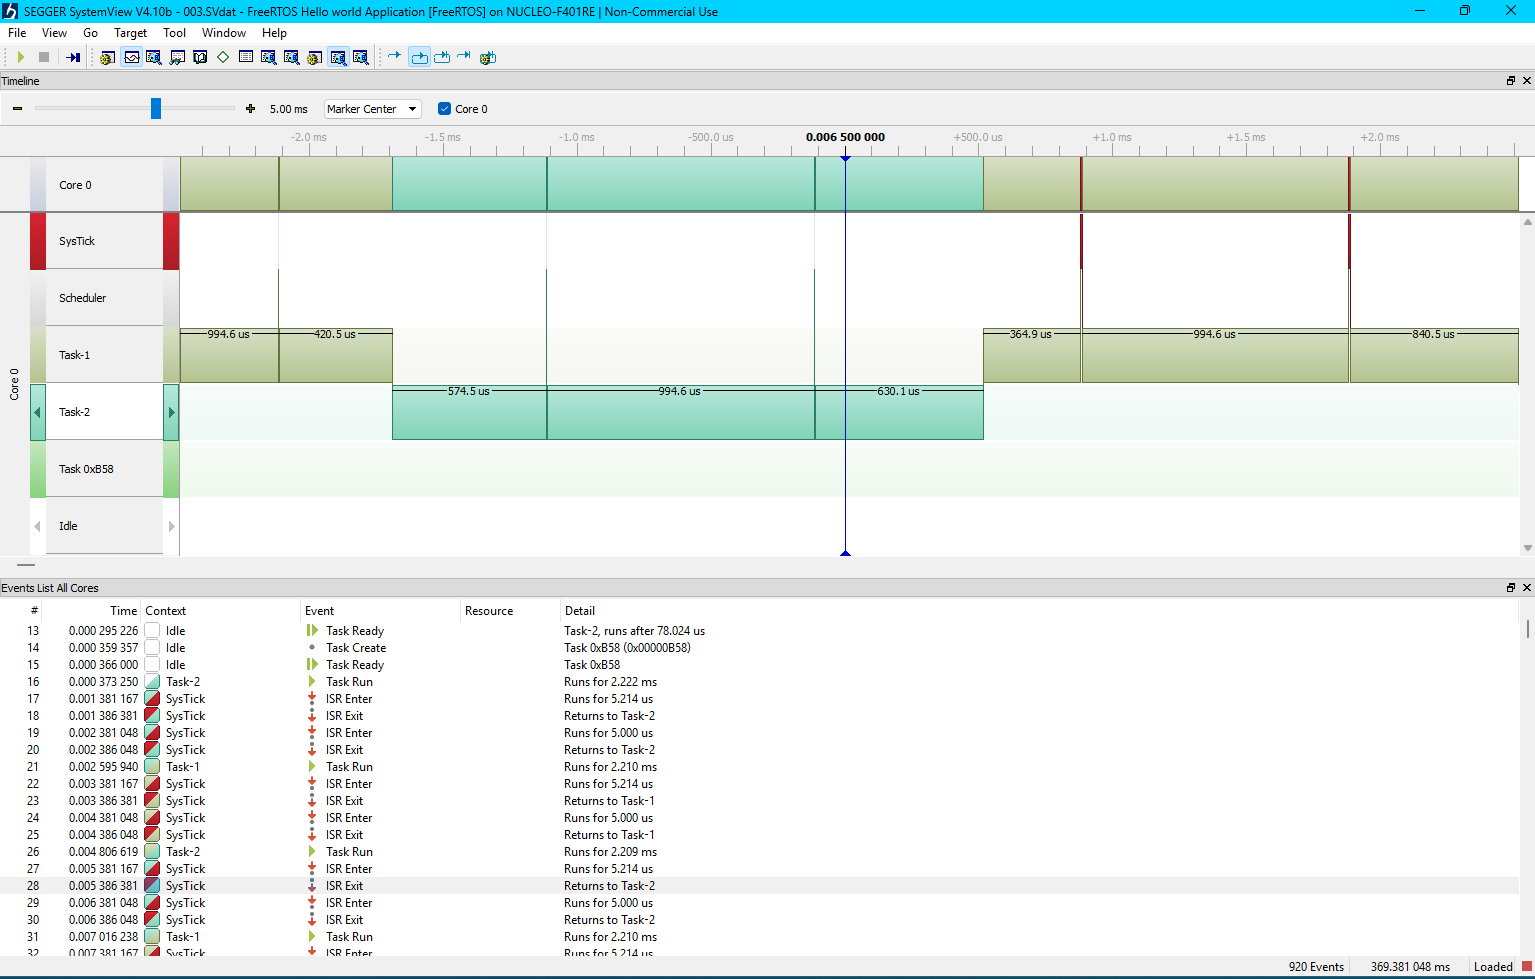 SEGGER SystemView V4.10b - 003.SVdat - FreeRTOS Hello world Application [FreeRTOS] on NUCLEO-F401RE | Non-Commercial Use
File View Go Target Tool Window Help
Timeline
5.00 ms Marker Center Core 0
-2.0 ms -1.5 ms -1.0 ms -500.0 us 0.006 500 000 +500.0 us +1.0 ms +1.5 ms +2.0 ms
Core 0
SysTick
Scheduler
Task-1 994.6 us 420.5 us 364.9 us 994.6 us 840.5 us
Core 0
Task-2 574.5 us 994.6 us 630.1 us
Task 0xB58
Idle
Events List All Cores
# Time Context Event Resource Detail
13 0.000 295 226 Idle Task Ready Task-2, runs after 78.024 us
14 0.000 359 357 Idle Task Create Task 0xB58 (0x00000B58)
15 0.000 366 000 Idle Task Ready Task 0xB58
16 0.000 373 250 Task-2 Task Run Runs for 2.222 ms
17 0.001 381 167 SysTick ISR Enter Runs for 5.214 us
18 0.001 386 381 SysTick ISR Exit Returns to Task-2
19 0.002 381 048 SysTick ISR Enter Runs for 5.000 us
20 0.002 386 048 SysTick ISR Exit Returns to Task-2
21 0.002 595 940 Task-1 Task Run Runs for 2.210 ms
22 0.003 381 167 SysTick ISR Enter Runs for 5.214 us
23 0.003 386 381 SysTick ISR Exit Returns to Task-1
24 0.004 381 048 SysTick ISR Enter Runs for 5.000 us
25 0.004 386 048 SysTick ISR Exit Returns to Task-1
26 0.004 806 619 Task-2 Task Run Runs for 2.209 ms
27 0.005 381 167 SysTick ISR Enter Runs for 5.214 us
28 0.005 386 381 SysTick ISR Exit Returns to Task-2
29 0.006 381 048 SysTick ISR Enter Runs for 5.000 us
30 0.006 386 048 SysTick ISR Exit Returns to Task-2
31 0.007 016 238 Task-1 Task Run Runs for 2.210 ms
32 0.007 381 167 SysTick ISR Enter Runs for 5.214 us
920 Events 369.381 048 ms Loaded